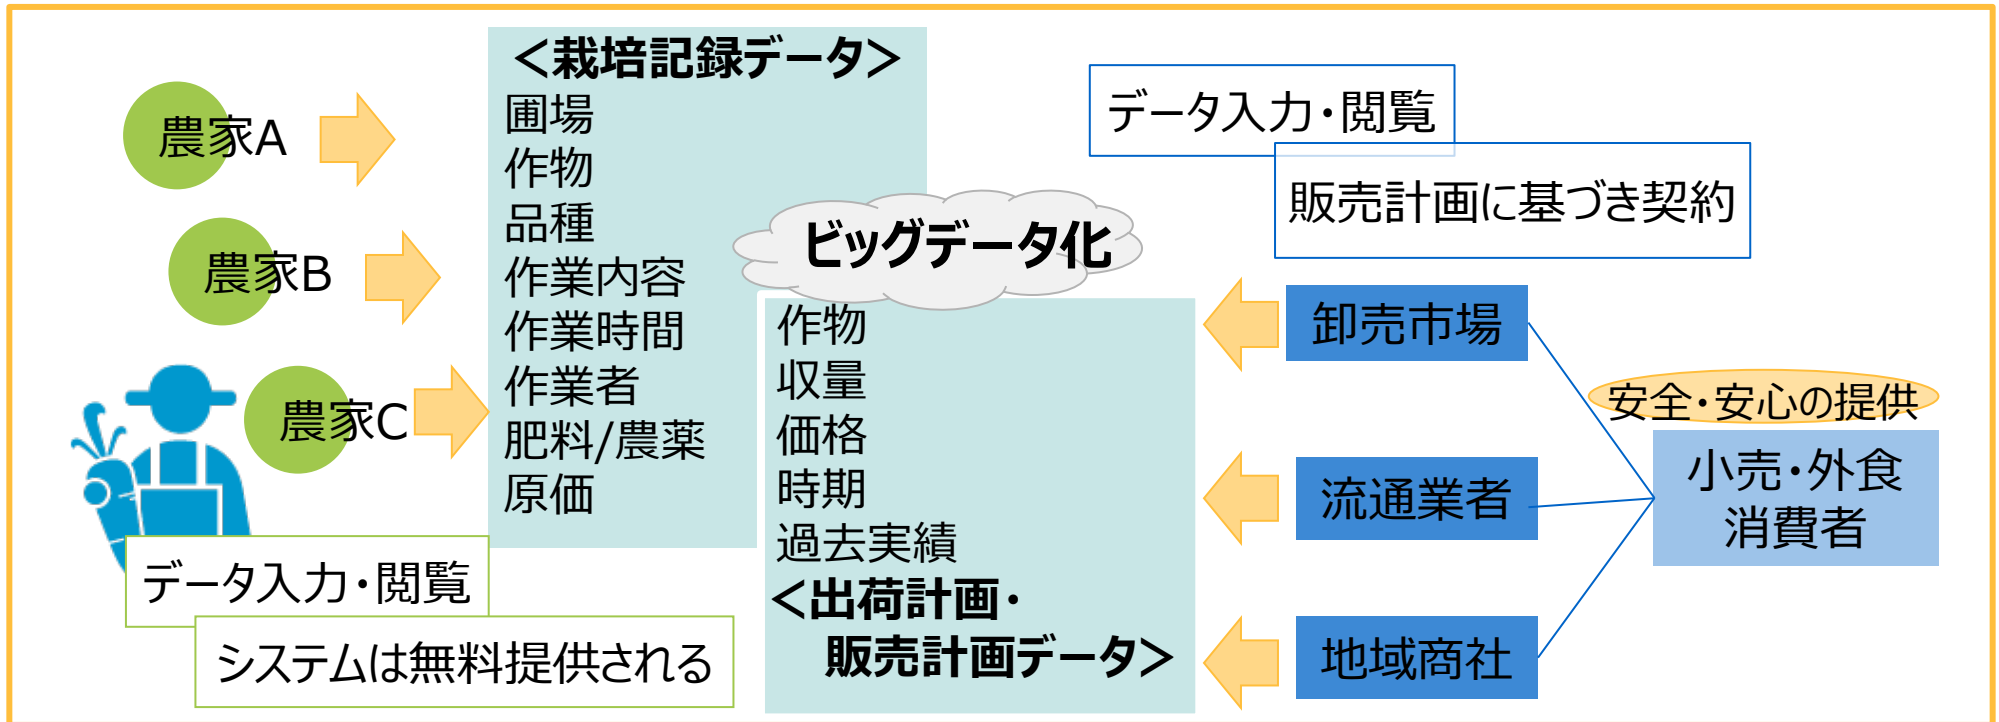 農家A
農家B
農家C
データ入力・閲覧
システムは無料提供される
＜栽培記録データ＞
圃場
作物
品種
作業内容
作業時間
作業者
肥料/農薬
原価
ビッグデータ化
作物
収量
価格
時期
過去実績
＜出荷計画・
販売計画データ＞
データ入力・閲覧
販売計画に基づき契約
卸売市場
流通業者
地域商社
安全・安心の提供
小売・外食
消費者